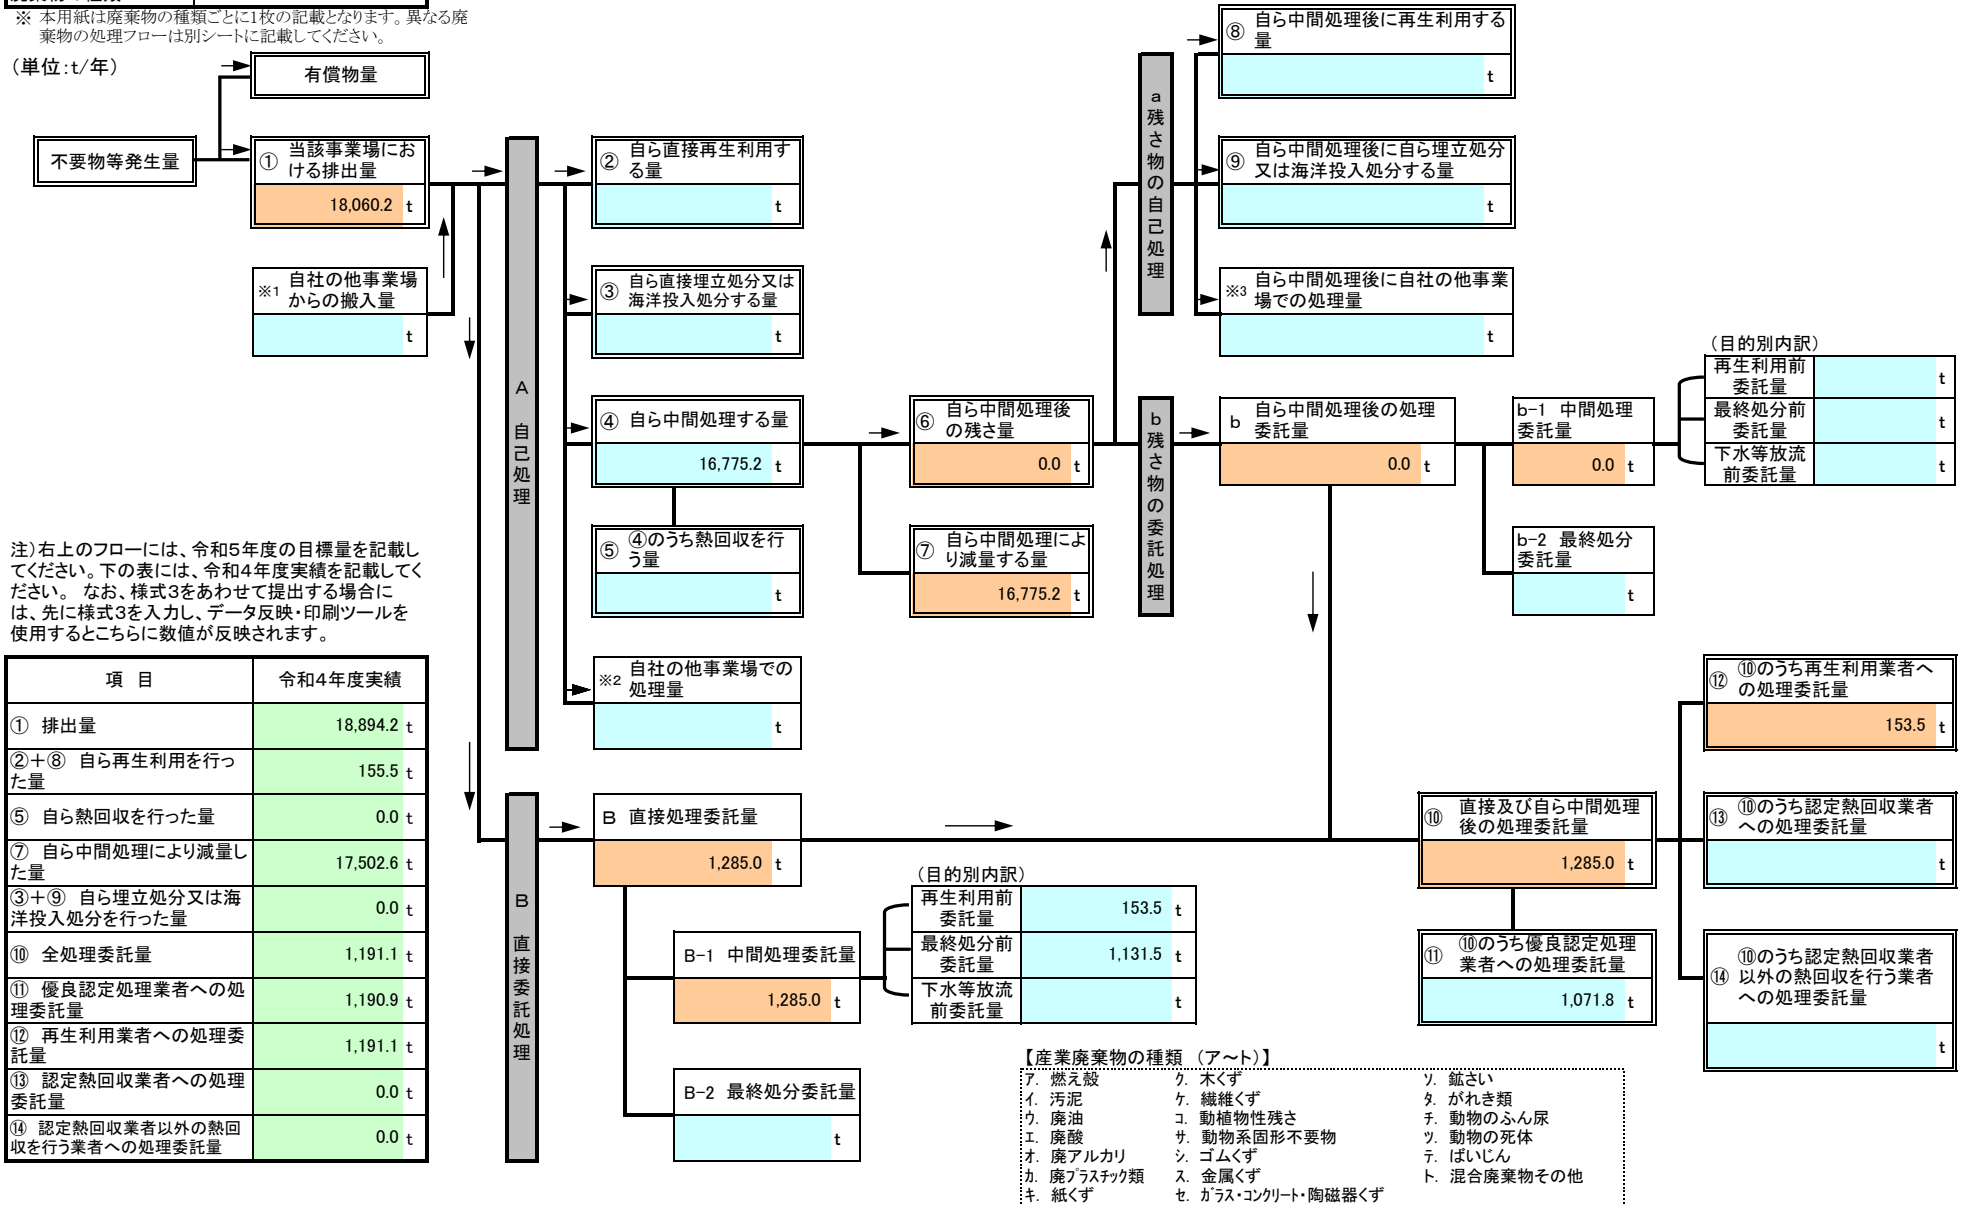 ※ 本用紙は廃棄物の種類ごとに1枚の記載となります。異なる廃
棄物の処理フローは別シートに記載してください。
（単位：t/年）
有償物量
不要物等発生量
① 当該事業場にお
ける排出量
18,060.2 t
※1 自社の他事業場
からの搬入量
t
A 自己処理
② 自ら直接再生利用す
る量
t
③ 自ら直接埋立処分又は
海洋投入処分する量
t
④ 自ら中間処理する量
16,775.2 t
⑤ ④のうち熱回収を行
う量
t
※2 自社の他事業場での
処理量
t
⑥ 自ら中間処理後
の残さ量
0.0 t
⑦ 自ら中間処理によ
り減量する量
16,775.2 t
a 残さ物の自己処理
⑧ 自ら中間処理後に再生利用する
量
t
⑨ 自ら中間処理後に自ら埋立処分
又は海洋投入処分する量
t
※3 自ら中間処理後に自社の他事業
場での処理量
t
b 残さ物の委託処理
b 自ら中間処理後の処理
委託量
0.0 t
b-1 中間処理
委託量
0.0 t
b-2 最終処分
委託量
t
（目的別内訳）
再生利用前
委託量
t
最終処分前
委託量
t
下水等放流
前委託量
t
注）右上のフローには、令和５年度の目標量を記載し
てください。下の表には、令和４年度実績を記載してく
ださい。 なお、様式３をあわせて提出する場合に
は、先に様式３を入力し、データ反映・印刷ツールを
使用するとこちらに数値が反映されます。
項 目 令和４年度実績
① 排出量 18,894.2 t
②＋⑧ 自ら再生利用を行っ
た量 155.5 t
⑤ 自ら熱回収を行った量 0.0 t
⑦ 自ら中間処理により減量し
た量 17,502.6 t
③＋⑨ 自ら埋立処分又は海
洋投入処分を行った量 0.0 t
⑩ 全処理委託量 1,191.1 t
⑪ 優良認定処理業者への処
理委託量 1,190.9 t
⑫ 再生利用業者への処理委
託量 1,191.1 t
⑬ 認定熱回収業者への処理
委託量 0.0 t
⑭ 認定熱回収業者以外の熱回
収を行う業者への処理委託量 0.0 t
B 直接委託処理
B 直接処理委託量
1,285.0 t
B-1 中間処理委託量
1,285.0 t
B-2 最終処分委託量
t
（目的別内訳）
再生利用前
委託量
153.5 t
最終処分前
委託量
1,131.5 t
下水等放流
前委託量
t
⑩ 直接及び自ら中間処理
後の処理委託量
1,285.0 t
⑪ ⑩のうち優良認定処理
業者への処理委託量
1,071.8 t
⑫ ⑩のうち再生利用業者へ
の処理委託量
153.5 t
⑬ ⑩のうち認定熱回収業者
への処理委託量
t
⑭ ⑩のうち認定熱回収業者
以外の熱回収を行う業者
への処理委託量
t
【産業廃棄物の種類 （ア～ト）】
ア. 燃え殻 ク. 木くず ソ. 鉱さい
イ. 汚泥 ケ. 繊維くず タ. がれき類
ウ. 廃油 コ. 動植物性残さ チ. 動物のふん尿
エ. 廃酸 サ. 動物系固形不要物 ツ. 動物の死体
オ. 廃アルカリ シ. ゴムくず テ. ばいじん
カ. 廃プラスチック類 ス. 金属くず ト. 混合廃棄物その他
キ. 紙くず セ. ガラス・コンクリート・陶磁器くず